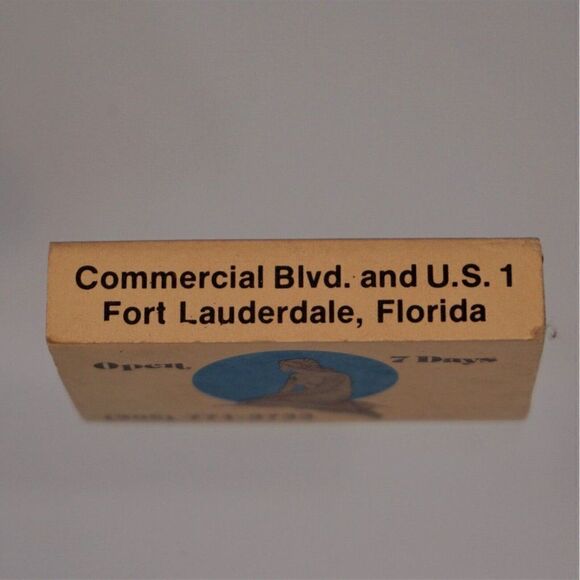 Commercial Blvd. and U.S. 1
Fort Lauderdale, Florida
Open 7 Days